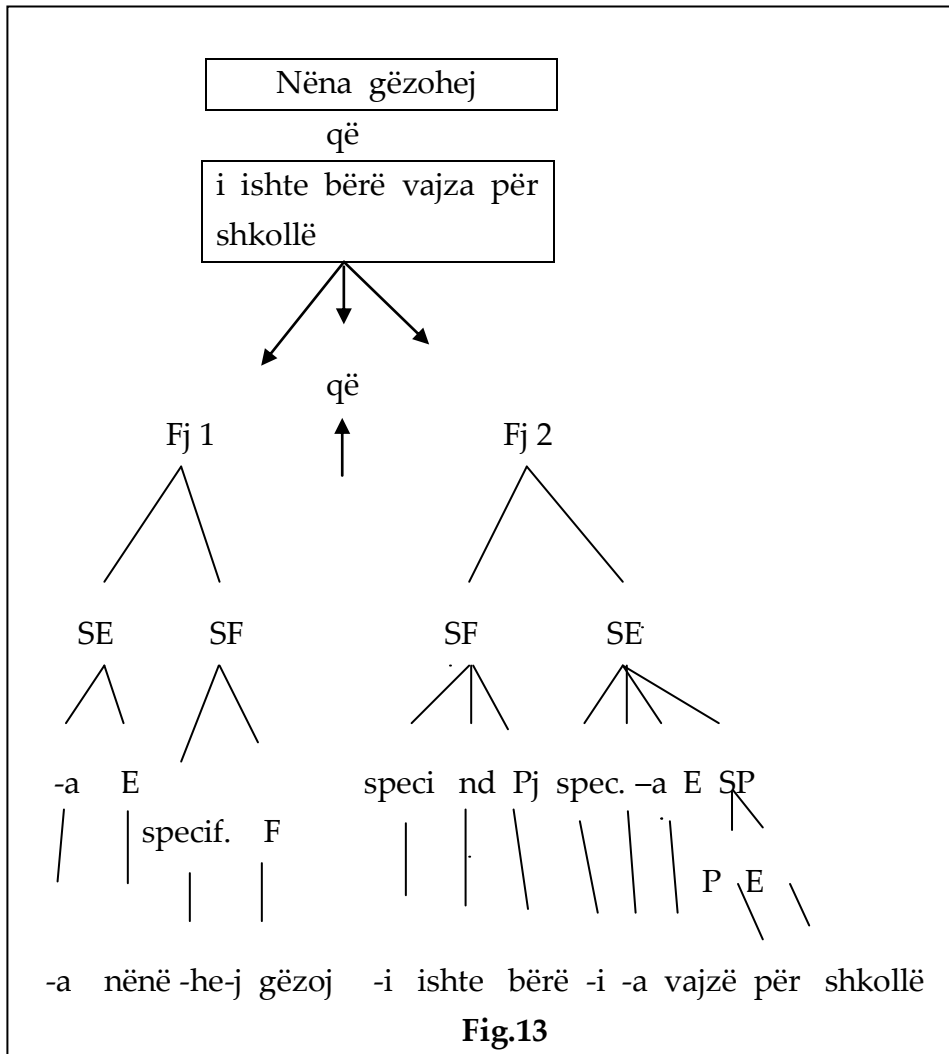 Nëna gëzohej
që
i ishte bërë vajza për
shkollë
që
Fj 1 Fj 2
SE SF SF SE
-a E speci nd Pj spec. –a E SP
specif. F
P E
-a nënë -he-j gëzoj -i ishte bërë -i -a vajzë për shkollë
Fig.13